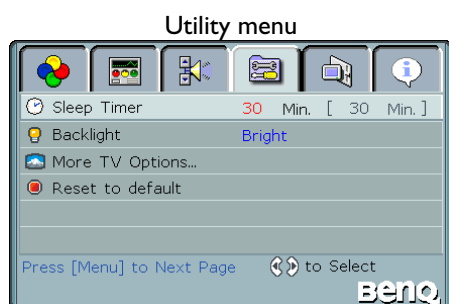 Utility menu
Sleep Timer 30 Min. [ 30 Min. ]
Backlight Bright
More TV Options...
Reset to default
Press [Menu] to Next Page to Select
BenQ